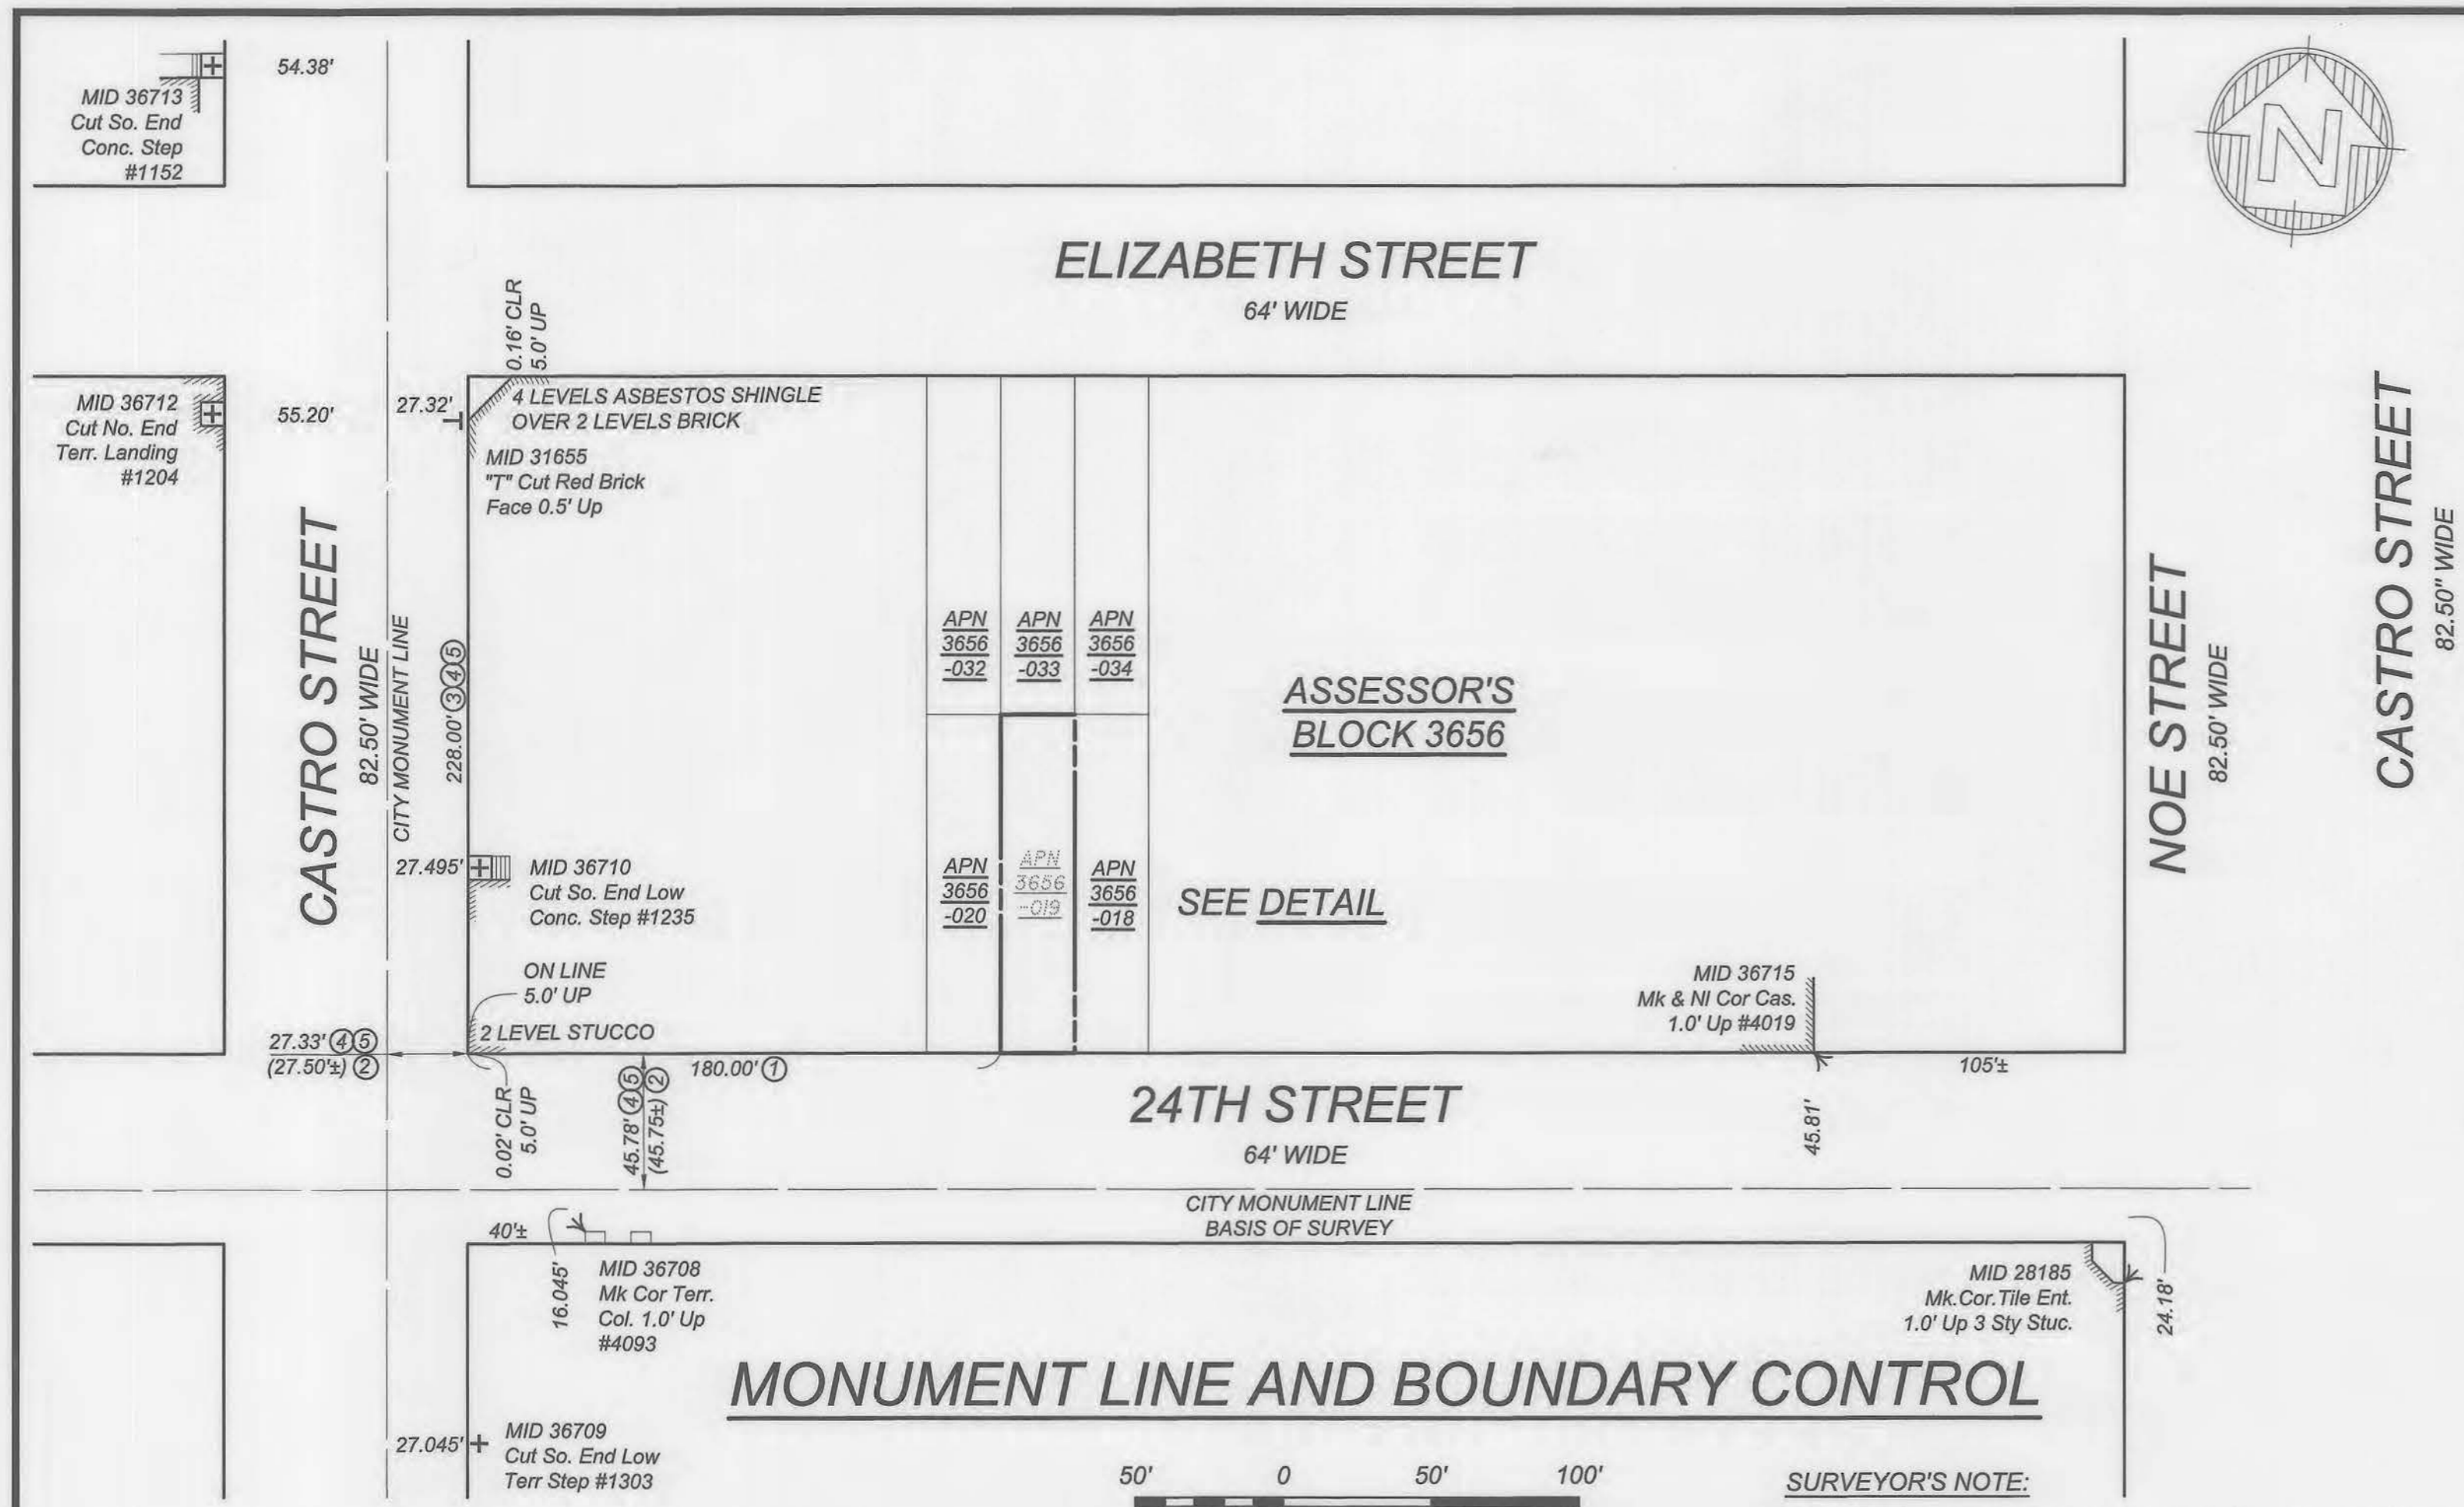 54.38'
MID 36713
Cut So. End
Conc. Step
#1152
N
ELIZABETH STREET
64' WIDE
0.16' CLR
5.0' UP
MID 36712
Cut No. End
Terr. Landing
#1204
55.20'
27.32'
4 LEVELS ASBESTOS SHINGLE
OVER 2 LEVELS BRICK
MID 31655
"T" Cut Red Brick
Face 0.5' Up
CASTRO STREET
82.50' WIDE
CITY MONUMENT LINE
228.00' ③④⑤
APN
3656
-032
APN
3656
-033
APN
3656
-034
ASSESSOR'S
BLOCK 3656
NOE STREET
82.50' WIDE
CASTRO STREET
82.50" WIDE
27.495'
MID 36710
Cut So. End Low
Conc. Step #1235
APN
3656
-020
APN
3656
-019
APN
3656
-018
SEE DETAIL
ON LINE
5.0' UP
2 LEVEL STUCCO
MID 36715
Mk & Nl Cor Cas.
1.0' Up #4019
27.33' ④⑤
(27.50'±) ②
0.02' CLR
5.0' UP
45.78' ④⑤
(45.75±) ②
180.00' ①
24TH STREET
64' WIDE
45.81'
105'±
CITY MONUMENT LINE
BASIS OF SURVEY
40'±
16.045'
MID 36708
Mk Cor Terr.
Col. 1.0' Up
#4093
MID 28185
Mk.Cor.Tile Ent.
1.0' Up 3 Sty Stuc.
24.18'
MONUMENT LINE AND BOUNDARY CONTROL
27.045'
MID 36709
Cut So. End Low
Terr Step #1303
50' 0 50' 100'
SURVEYOR'S NOTE: